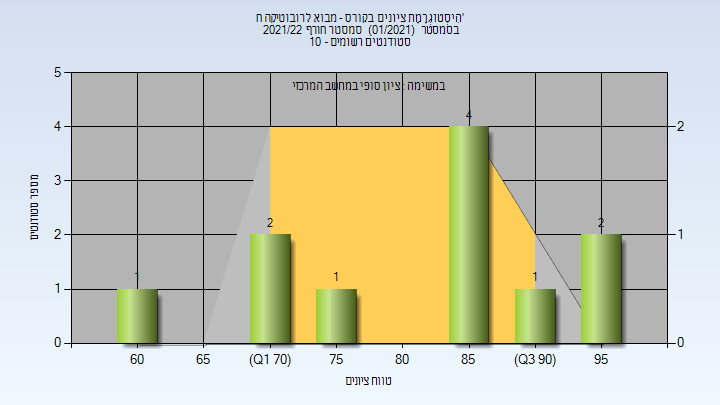 היסטוגרמת ציונים בקורס - מבוא לרובוטיקה ח'
בסמסטר (01/2021) סמסטר חורף 2021/22
סטודנטים רשומים - 10
במשימה : ציון סופי במחשב המרכזי
מספר סטודנטים
5
4
3
2
1
0
2
1
0
1
2
1
4
1
2
60
65
(Q1 70)
75
80
85
(Q3 90)
95
טווח ציונים